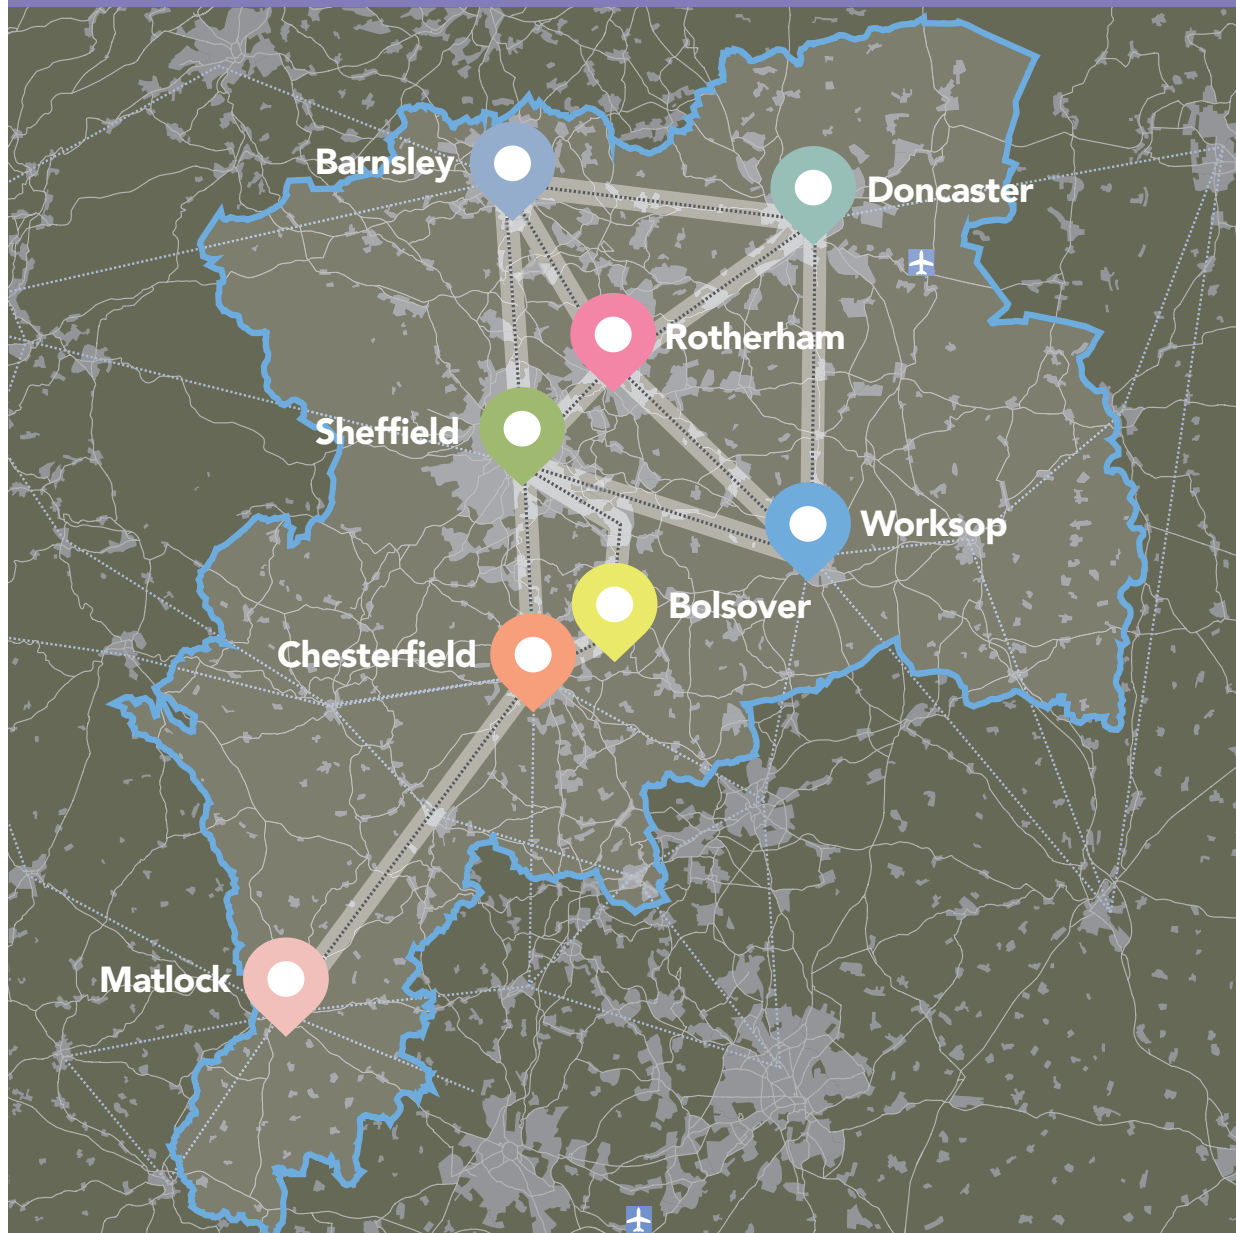 Barnsley
Doncaster
Rotherham
Sheffield
Worksop
Bolsover
Chesterfield
Matlock